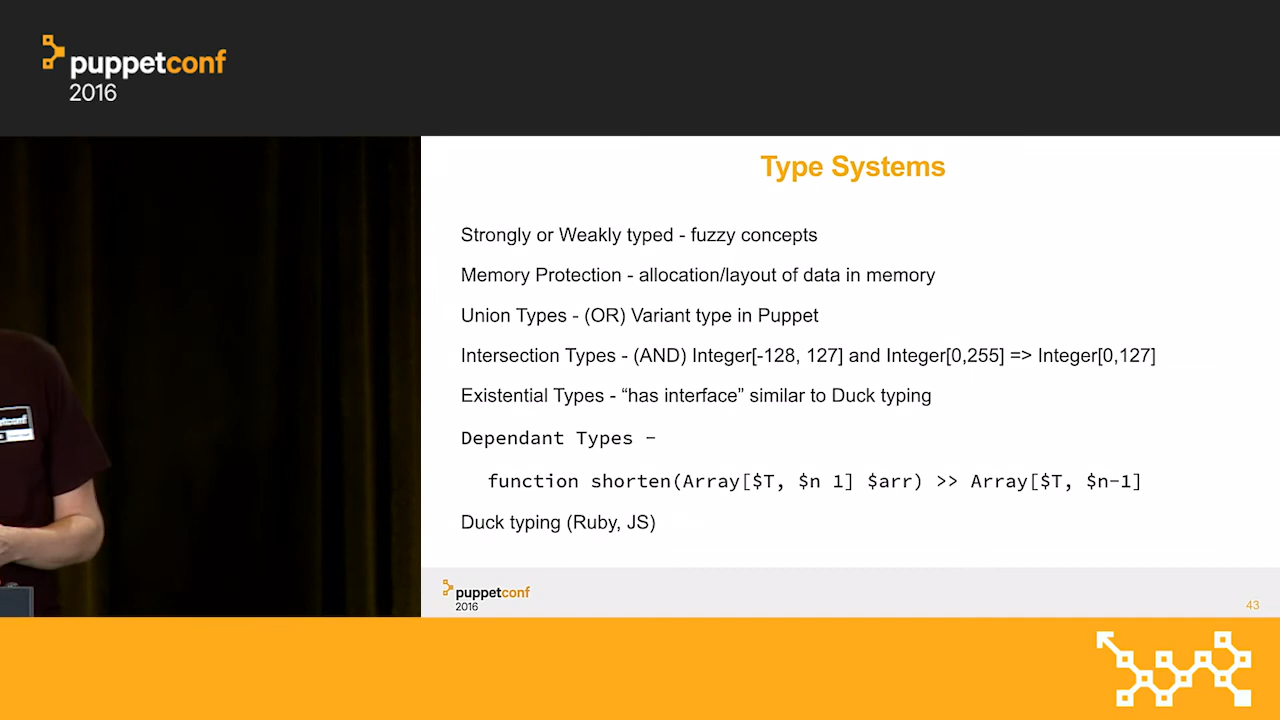 puppetconf
2016
Type Systems
Strongly or Weakly typed - fuzzy concepts
Memory Protection - allocation/layout of data in memory
Union Types - (OR) Variant type in Puppet
Intersection Types - (AND) Integer[-128, 127] and Integer[0,255] => Integer[0,127]
Existential Types - “has interface” similar to Duck typing
Dependant Types -
function shorten(Array[$T, $n 1] $arr) >> Array[$T, $n-1]
Duck typing (Ruby, JS)
puppetconf
2016
43